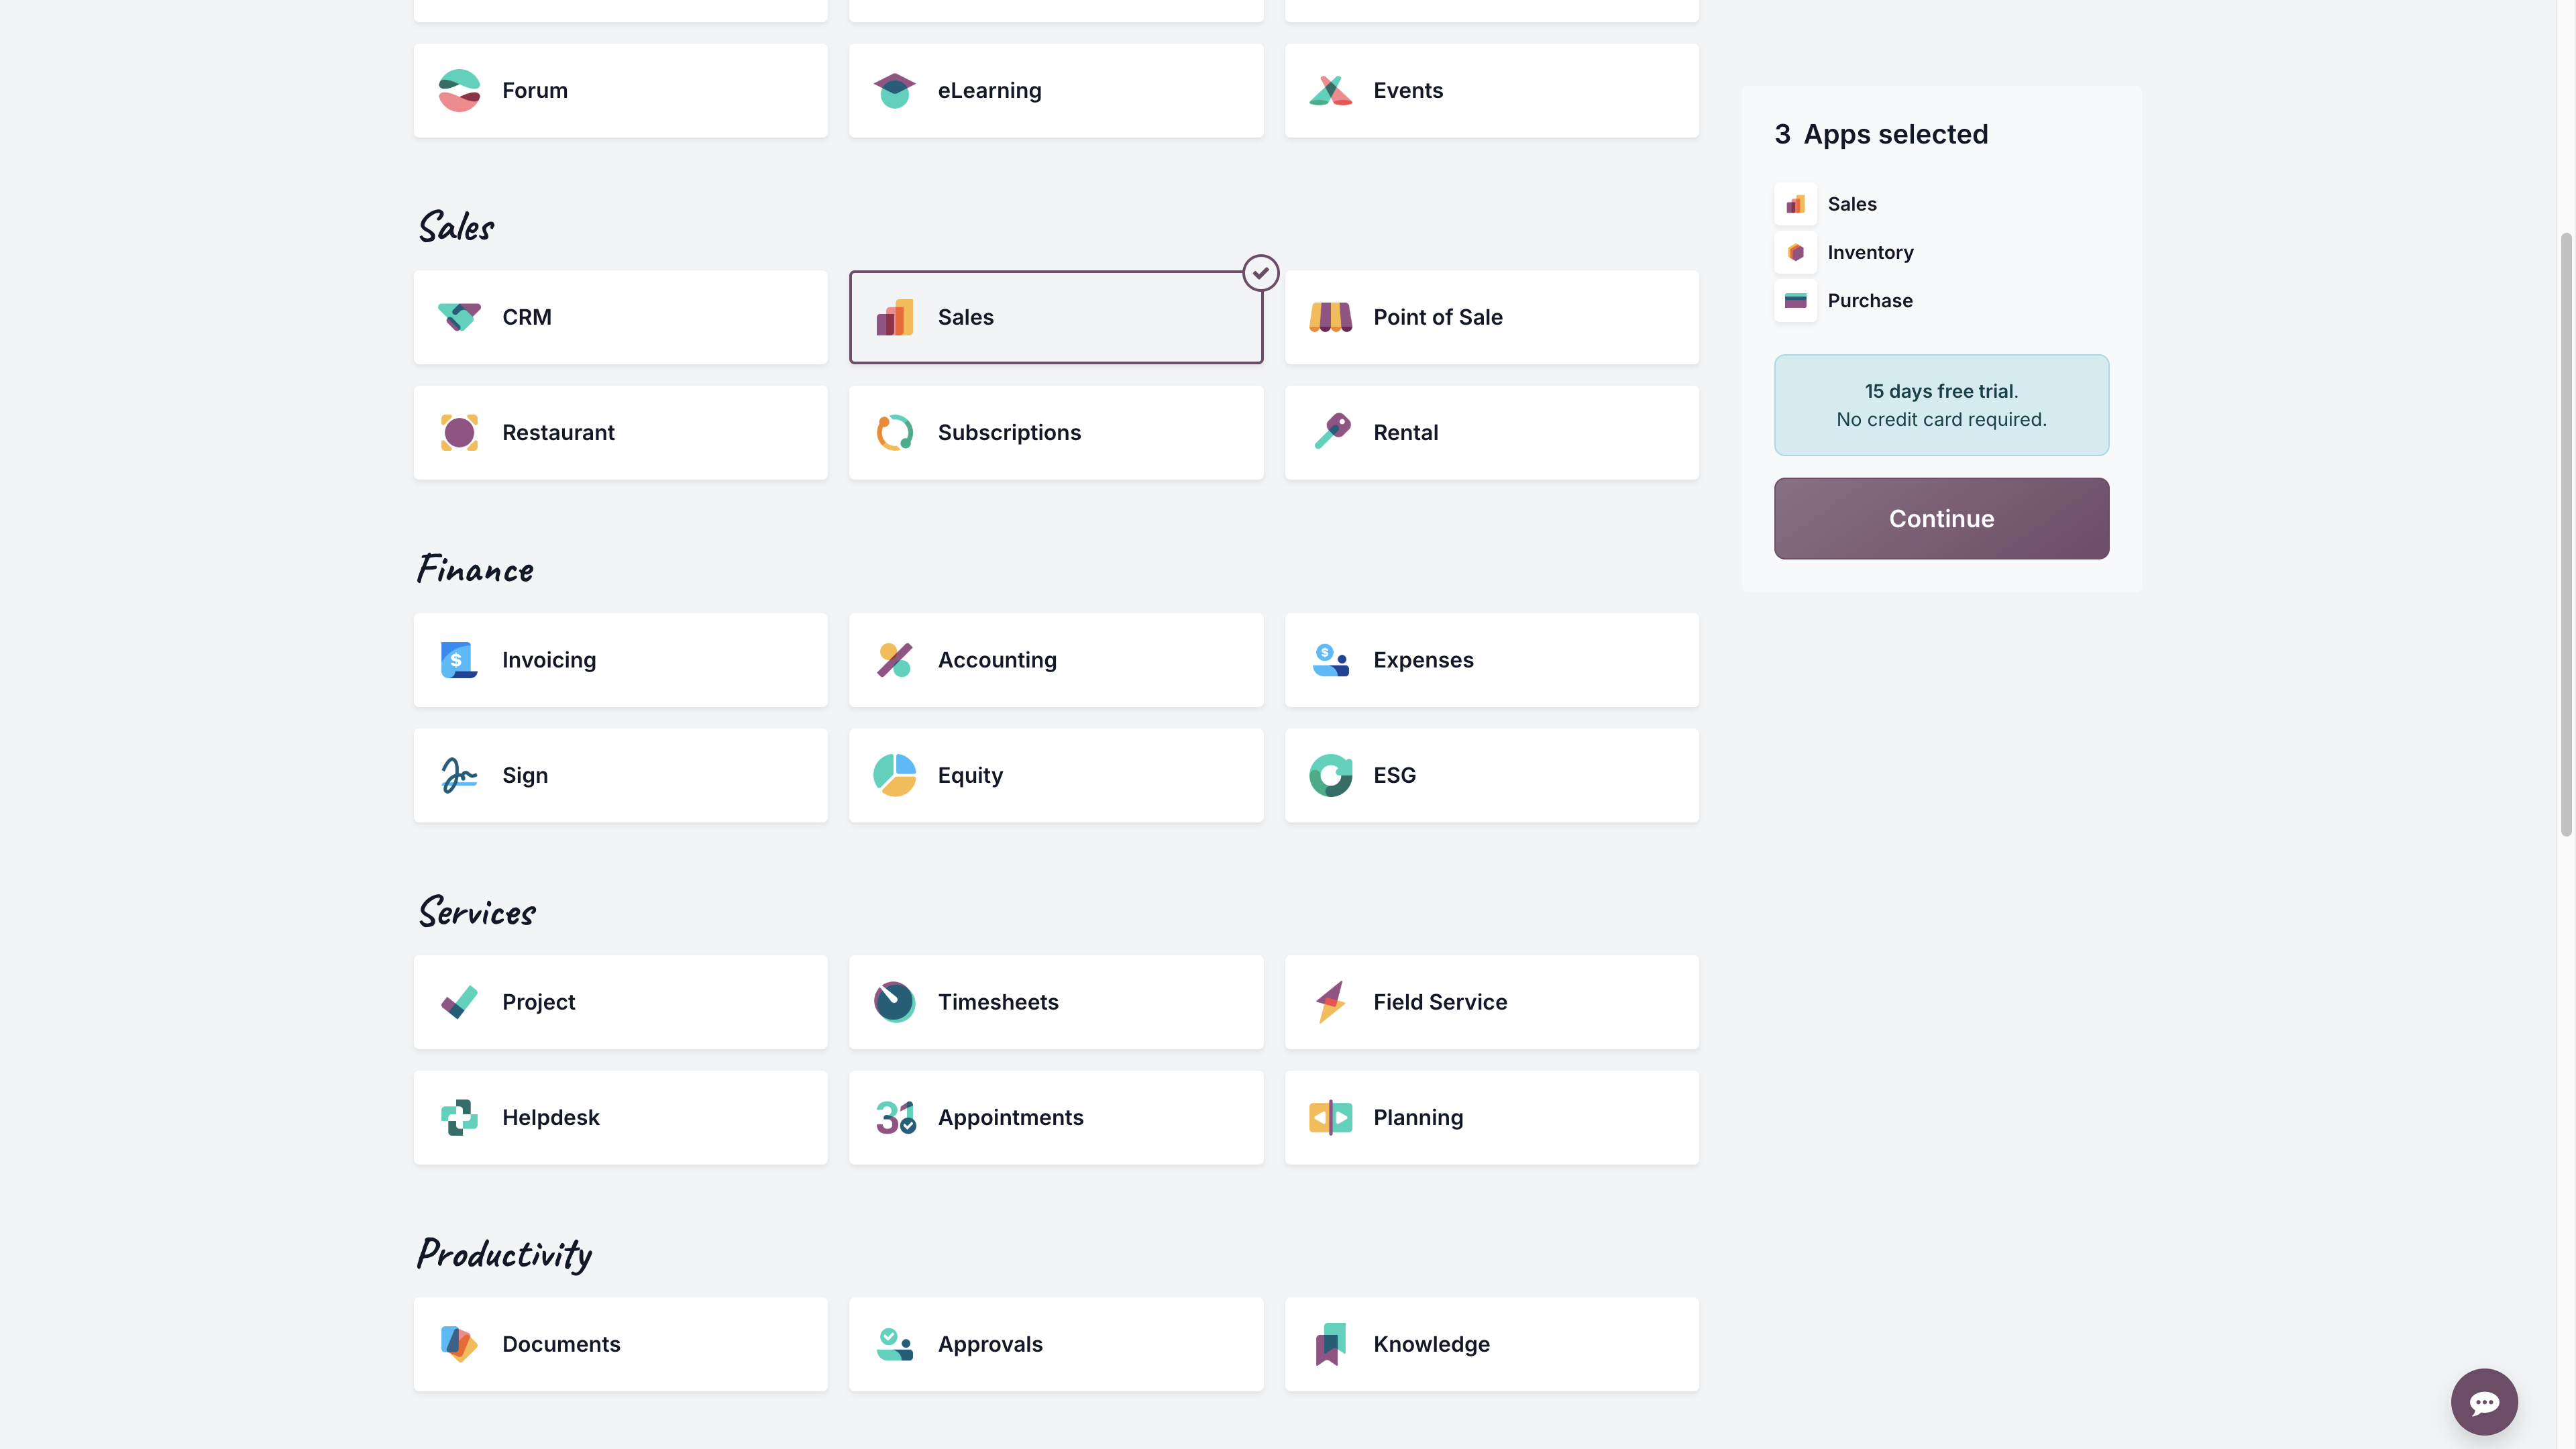 Forum
eLearning
Events
3 Apps selected
Sales
Inventory
Purchase
15 days free trial.
No credit card required.
Continue
Sales
CRM
Sales
Point of Sale
Restaurant
Subscriptions
Rental
Finance
Invoicing
Accounting
Expenses
Sign
Equity
ESG
Services
Project
Timesheets
Field Service
Helpdesk
31
Appointments
Planning
Productivity
Documents
Approvals
Knowledge